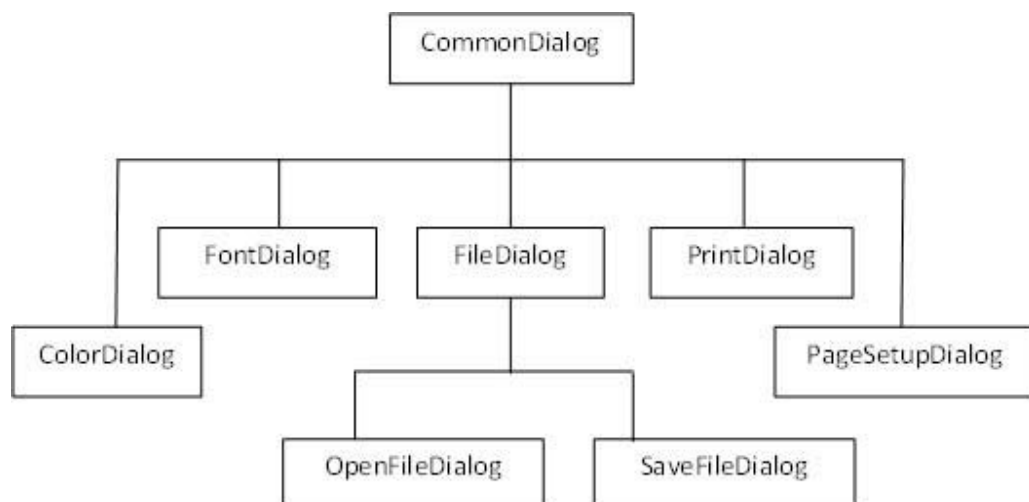 CommonDialog
FontDialog
FileDialog
PrintDialog
ColorDialog
PageSetupDialog
OpenFileDialog
SaveFileDialog